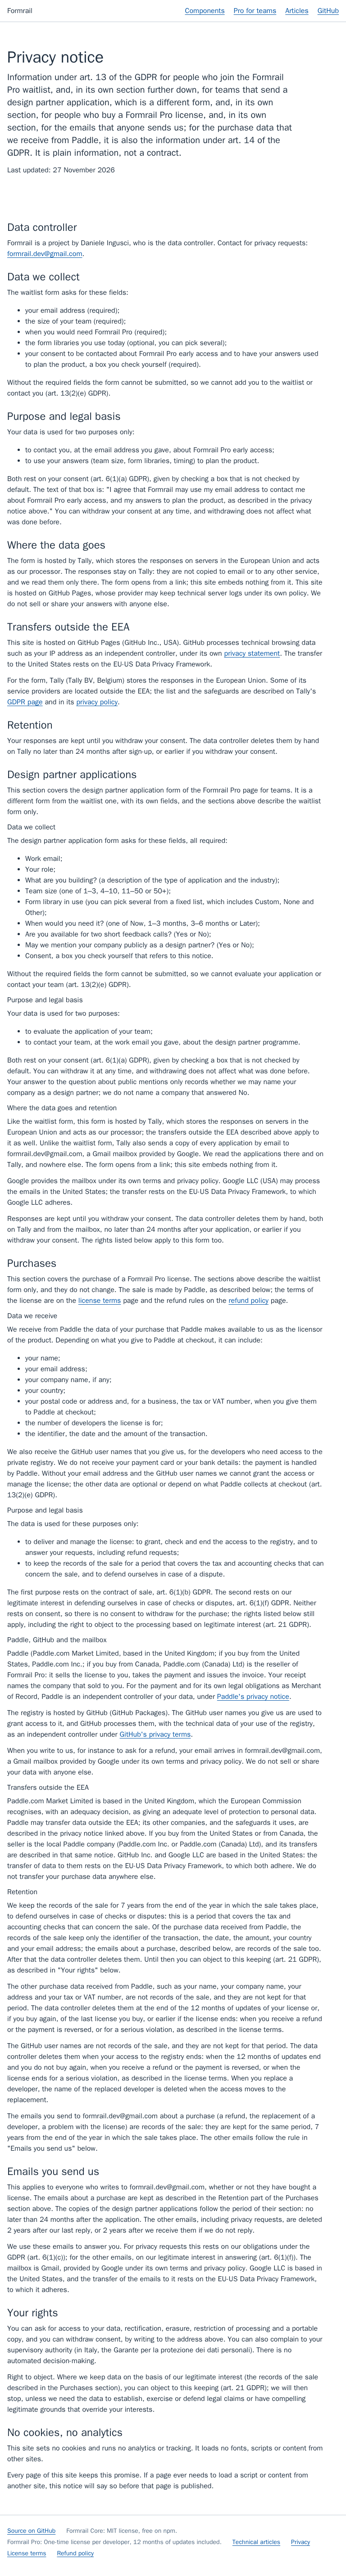 Formrail
Components Pro for teams Articles GitHub
Privacy notice
Information under art. 13 of the GDPR for people who join the Formrail
Pro waitlist, and, in its own section further down, for teams that send a
design partner application, which is a different form, and, in its own
section, for people who buy a Formrail Pro license, and, in its own
section, for the emails that anyone sends us; for the purchase data that
we receive from Paddle, it is also the information under art. 14 of the
GDPR. It is plain information, not a contract.
Last updated: 27 November 2026
Data controller
Formrail is a project by Daniele Ingusci, who is the data controller. Contact for privacy requests:
formrail.dev@gmail.com.
Data we collect
The waitlist form asks for these fields:
• your email address (required);
• the size of your team (required);
• when you would need Formrail Pro (required);
• the form libraries you use today (optional, you can pick several);
• your consent to be contacted about Formrail Pro early access and to have your answers used
to plan the product, a box you check yourself (required).
Without the required fields the form cannot be submitted, so we cannot add you to the waitlist or
contact you (art. 13(2)(e) GDPR).
Purpose and legal basis
Your data is used for two purposes only:
• to contact you, at the email address you gave, about Formrail Pro early access;
• to use your answers (team size, form libraries, timing) to plan the product.
Both rest on your consent (art. 6(1)(a) GDPR), given by checking a box that is not checked by
default. The text of that box is: "I agree that Formrail may use my email address to contact me
about Formrail Pro early access, and my answers to plan the product, as described in the privacy
notice above." You can withdraw your consent at any time, and withdrawing does not affect what
was done before.
Where the data goes
The form is hosted by Tally, which stores the responses on servers in the European Union and acts
as our processor. The responses stay on Tally: they are not copied to email or to any other service,
and we read them only there. The form opens from a link; this site embeds nothing from it. This site
is hosted on GitHub Pages, whose provider may keep technical server logs under its own policy. We
do not sell or share your answers with anyone else.
Transfers outside the EEA
This site is hosted on GitHub Pages (GitHub Inc., USA). GitHub processes technical browsing data
such as your IP address as an independent controller, under its own privacy statement. The transfer
to the United States rests on the EU-US Data Privacy Framework.
For the form, Tally (Tally BV, Belgium) stores the responses in the European Union. Some of its
service providers are located outside the EEA; the list and the safeguards are described on Tally's
GDPR page and in its privacy policy.
Retention
Your responses are kept until you withdraw your consent. The data controller deletes them by hand
on Tally no later than 24 months after sign-up, or earlier if you withdraw your consent.
Design partner applications
This section covers the design partner application form of the Formrail Pro page for teams. It is a
different form from the waitlist one, with its own fields, and the sections above describe the waitlist
form only.
Data we collect
The design partner application form asks for these fields, all required:
• Work email;
• Your role;
• What are you building? (a description of the type of application and the industry);
• Team size (one of 1–3, 4–10, 11–50 or 50+);
• Form library in use (you can pick several from a fixed list, which includes Custom, None and
Other);
• When would you need it? (one of Now, 1–3 months, 3–6 months or Later);
• Are you available for two short feedback calls? (Yes or No);
• May we mention your company publicly as a design partner? (Yes or No);
• Consent, a box you check yourself that refers to this notice.
Without the required fields the form cannot be submitted, so we cannot evaluate your application or
contact your team (art. 13(2)(e) GDPR).
Purpose and legal basis
Your data is used for two purposes:
• to evaluate the application of your team;
• to contact your team, at the work email you gave, about the design partner programme.
Both rest on your consent (art. 6(1)(a) GDPR), given by checking a box that is not checked by
default. You can withdraw it at any time, and withdrawing does not affect what was done before.
Your answer to the question about public mentions only records whether we may name your
company as a design partner; we do not name a company that answered No.
Where the data goes and retention
Like the waitlist form, this form is hosted by Tally, which stores the responses on servers in the
European Union and acts as our processor; the transfers outside the EEA described above apply to
it as well. Unlike the waitlist form, Tally also sends a copy of every application by email to
formrail.dev@gmail.com, a Gmail mailbox provided by Google. We read the applications there and on
Tally, and nowhere else. The form opens from a link; this site embeds nothing from it.
Google provides the mailbox under its own terms and privacy policy. Google LLC (USA) may process
the emails in the United States; the transfer rests on the EU-US Data Privacy Framework, to which
Google LLC adheres.
Responses are kept until you withdraw your consent. The data controller deletes them by hand, both
on Tally and from the mailbox, no later than 24 months after your application, or earlier if you
withdraw your consent. The rights listed below apply to this form too.
Purchases
This section covers the purchase of a Formrail Pro license. The sections above describe the waitlist
form only, and they do not change. The sale is made by Paddle, as described below; the terms of
the license are on the license terms page and the refund rules on the refund policy page.
Data we receive
We receive from Paddle the data of your purchase that Paddle makes available to us as the licensor
of the product. Depending on what you give to Paddle at checkout, it can include:
• your name;
• your email address;
• your company name, if any;
• your country;
• your postal code or address and, for a business, the tax or VAT number, when you give them
to Paddle at checkout;
• the number of developers the license is for;
• the identifier, the date and the amount of the transaction.
We also receive the GitHub user names that you give us, for the developers who need access to the
private registry. We do not receive your payment card or your bank details: the payment is handled
by Paddle. Without your email address and the GitHub user names we cannot grant the access or
manage the license; the other data are optional or depend on what Paddle collects at checkout (art.
13(2)(e) GDPR).
Purpose and legal basis
The data is used for these purposes only:
• to deliver and manage the license: to grant, check and end the access to the registry, and to
answer your requests, including refund requests;
• to keep the records of the sale for a period that covers the tax and accounting checks that can
concern the sale, and to defend ourselves in case of a dispute.
The first purpose rests on the contract of sale, art. 6(1)(b) GDPR. The second rests on our
legitimate interest in defending ourselves in case of checks or disputes, art. 6(1)(f) GDPR. Neither
rests on consent, so there is no consent to withdraw for the purchase; the rights listed below still
apply, including the right to object to the processing based on legitimate interest (art. 21 GDPR).
Paddle, GitHub and the mailbox
Paddle (Paddle.com Market Limited, based in the United Kingdom; if you buy from the United
States, Paddle.com Inc.; if you buy from Canada, Paddle.com (Canada) Ltd) is the reseller of
Formrail Pro: it sells the license to you, takes the payment and issues the invoice. Your receipt
names the company that sold to you. For the payment and for its own legal obligations as Merchant
of Record, Paddle is an independent controller of your data, under Paddle's privacy notice.
The registry is hosted by GitHub (GitHub Packages). The GitHub user names you give us are used to
grant access to it, and GitHub processes them, with the technical data of your use of the registry,
as an independent controller under GitHub's privacy terms.
When you write to us, for instance to ask for a refund, your email arrives in formrail.dev@gmail.com,
a Gmail mailbox provided by Google under its own terms and privacy policy. We do not sell or share
your data with anyone else.
Transfers outside the EEA
Paddle.com Market Limited is based in the United Kingdom, which the European Commission
recognises, with an adequacy decision, as giving an adequate level of protection to personal data.
Paddle may transfer data outside the EEA; its other companies, and the safeguards it uses, are
described in the privacy notice linked above. If you buy from the United States or from Canada, the
seller is the local Paddle company (Paddle.com Inc. or Paddle.com (Canada) Ltd), and its transfers
are described in that same notice. GitHub Inc. and Google LLC are based in the United States: the
transfer of data to them rests on the EU-US Data Privacy Framework, to which both adhere. We do
not transfer your purchase data anywhere else.
Retention
We keep the records of the sale for 7 years from the end of the year in which the sale takes place,
to defend ourselves in case of checks or disputes: this is a period that covers the tax and
accounting checks that can concern the sale. Of the purchase data received from Paddle, the
records of the sale keep only the identifier of the transaction, the date, the amount, your country
and your email address; the emails about a purchase, described below, are records of the sale too.
After that the data controller deletes them. Until then you can object to this keeping (art. 21 GDPR),
as described in "Your rights" below.
The other purchase data received from Paddle, such as your name, your company name, your
address and your tax or VAT number, are not records of the sale, and they are not kept for that
period. The data controller deletes them at the end of the 12 months of updates of your license or,
if you buy again, of the last license you buy, or earlier if the license ends: when you receive a refund
or the payment is reversed, or for a serious violation, as described in the license terms.
The GitHub user names are not records of the sale, and they are not kept for that period. The data
controller deletes them when your access to the registry ends: when the 12 months of updates end
and you do not buy again, when you receive a refund or the payment is reversed, or when the
license ends for a serious violation, as described in the license terms. When you replace a
developer, the name of the replaced developer is deleted when the access moves to the
replacement.
The emails you send to formrail.dev@gmail.com about a purchase (a refund, the replacement of a
developer, a problem with the license) are records of the sale: they are kept for the same period, 7
years from the end of the year in which the sale takes place. The other emails follow the rule in
"Emails you send us" below.
Emails you send us
This applies to everyone who writes to formrail.dev@gmail.com, whether or not they have bought a
license. The emails about a purchase are kept as described in the Retention part of the Purchases
section above. The copies of the design partner applications follow the period of their section: no
later than 24 months after the application. The other emails, including privacy requests, are deleted
2 years after our last reply, or 2 years after we receive them if we do not reply.
We use these emails to answer you. For privacy requests this rests on our obligations under the
GDPR (art. 6(1)(c)); for the other emails, on our legitimate interest in answering (art. 6(1)(f)). The
mailbox is Gmail, provided by Google under its own terms and privacy policy. Google LLC is based in
the United States, and the transfer of the emails to it rests on the EU-US Data Privacy Framework,
to which it adheres.
Your rights
You can ask for access to your data, rectification, erasure, restriction of processing and a portable
copy, and you can withdraw consent, by writing to the address above. You can also complain to your
supervisory authority (in Italy, the Garante per la protezione dei dati personali). There is no
automated decision-making.
Right to object. Where we keep data on the basis of our legitimate interest (the records of the sale
described in the Purchases section), you can object to this keeping (art. 21 GDPR); we will then
stop, unless we need the data to establish, exercise or defend legal claims or have compelling
legitimate grounds that override your interests.
No cookies, no analytics
This site sets no cookies and runs no analytics or tracking. It loads no fonts, scripts or content from
other sites.
Every page of this site keeps this promise. If a page ever needs to load a script or content from
another site, this notice will say so before that page is published.
Source on GitHub Formrail Core: MIT license, free on npm.
Formrail Pro: One-time license per developer, 12 months of updates included. Technical articles Privacy
License terms Refund policy